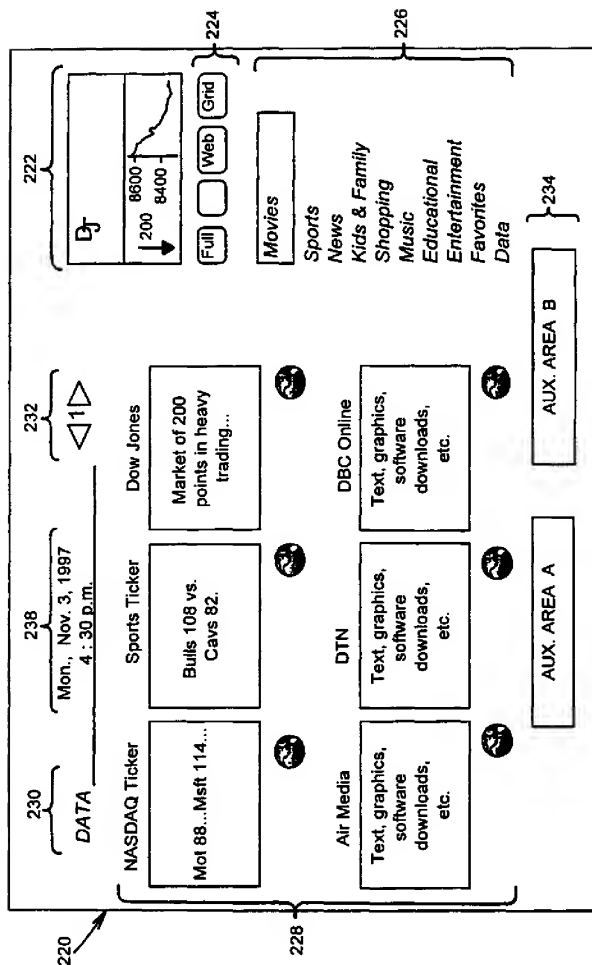 220
230
DATA
238
Mon., Nov. 3, 1997
4 : 30 p.m.
232
1
222
DJ
200
8600
8400
Full
Web
Grid
224
228
NASDAQ Ticker
Mot 88...Msft 114...
Sports Ticker
Bulls 108 vs.
Cavs 82.
Dow Jones
Market of 200
points in heavy
trading...
Air Media
Text, graphics,
software
downloads,
etc.
DTN
Text, graphics,
software
downloads,
etc.
DBC Online
Text, graphics,
software
downloads,
etc.
Movies
Sports
News
Kids & Family
Shopping
Music
Educational
Entertainment
Favorites
Data
226
AUX. AREA A
AUX. AREA B
234